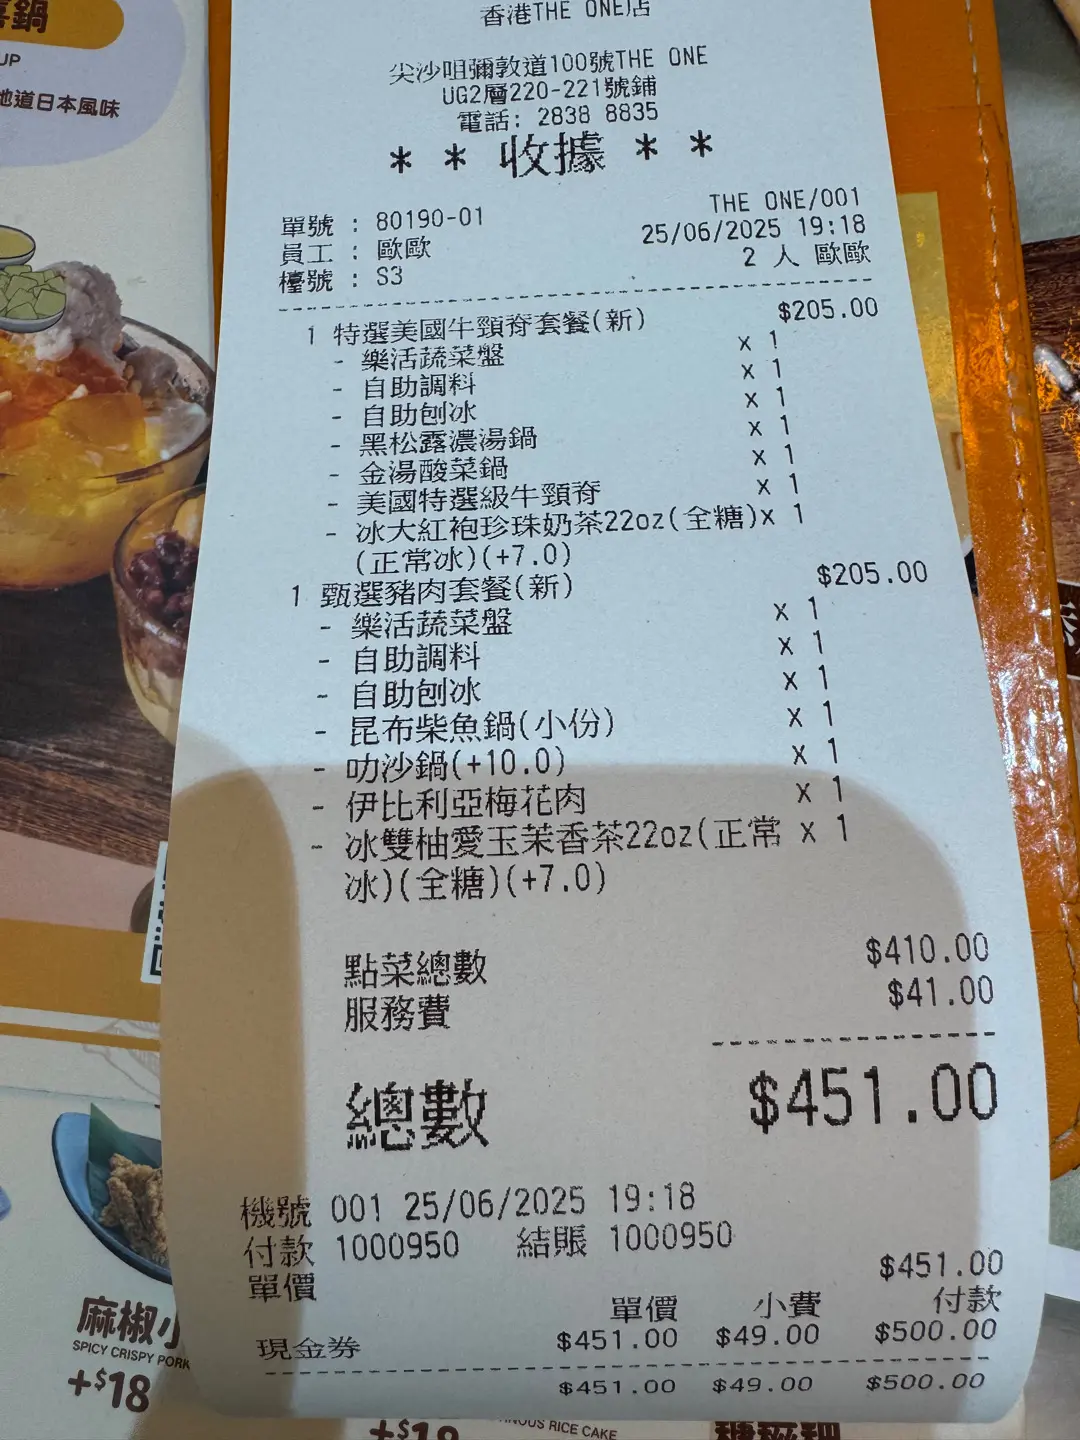 鍋
UP
地道日本風味
香港THE ONE店
尖沙咀彌敦道100號THE ONE
UG2層220-221號鋪
電話: 2838 8835
* * 收據 * *
THE ONE/001
單號 : 80190-01 25/06/2025 19:18
員工 : 歐歐 2 人 歐歐
檯號 : S3
1 特選美國牛頸脊套餐(新) $205.00
- 樂活蔬菜盤 x 1
- 自助調料 x 1
- 自助刨冰 x 1
- 黑松露濃湯鍋 x 1
- 金湯酸菜鍋 x 1
- 美國特選級牛頸脊 x 1
- 冰大紅袍珍珠奶茶22oz(全糖)x 1
(正常冰)(+7.0)
1 甄選豬肉套餐(新) $205.00
- 樂活蔬菜盤 x 1
- 自助調料 x 1
- 自助刨冰 x 1
- 昆布柴魚鍋(小份) x 1
- 叻沙鍋(+10.0) x 1
- 伊比利亞梅花肉 x 1
- 冰雙柚愛玉茉香茶22oz(正常 x 1
冰)(全糖)(+7.0)
點菜總數 $410.00
服務費 $41.00
總數 $451.00
機號 001 25/06/2025 19:18
付款 1000950 結賬 1000950
單價 $451.00
單價 小費 付款
現金券 $451.00 $49.00 $500.00
$451.00 $49.00 $500.00
麻椒小
SPICY CRISPY PORK
+$18
+$18
RICE CAKE